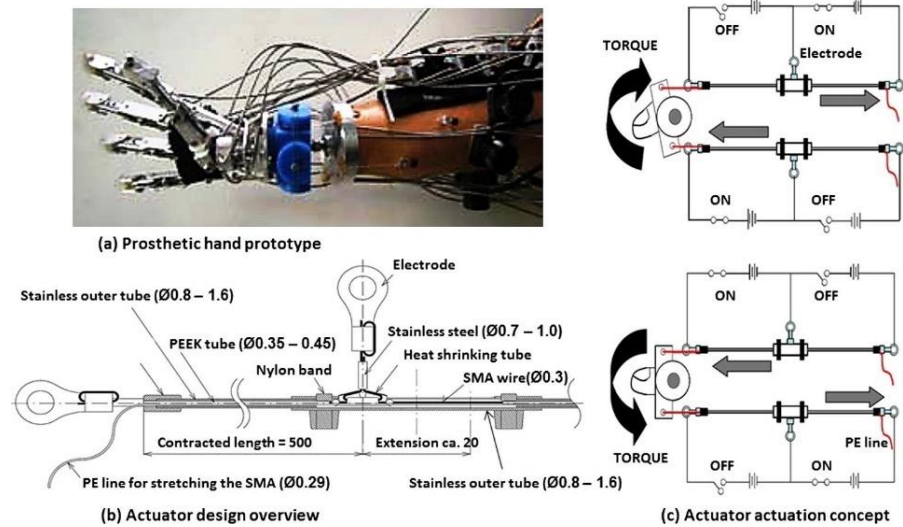 (a) Prosthetic hand prototype
Electrode
Stainless outer tube (Ø0.8 – 1.6)
PEEK tube (Ø0.35 – 0.45)
Stainless steel (Ø0.7 – 1.0)
Nylon band
Heat shrinking tube
SMA wire(Ø0.3)
Contracted length = 500
Extension ca. 20
PE line for stretching the SMA (Ø0.29)
Stainless outer tube (Ø0.8 – 1.6)
(b) Actuator design overview
TORQUE
OFF
ON
Electrode
ON
OFF
ON
OFF
TORQUE
PE line
OFF
ON
(c) Actuator actuation concept